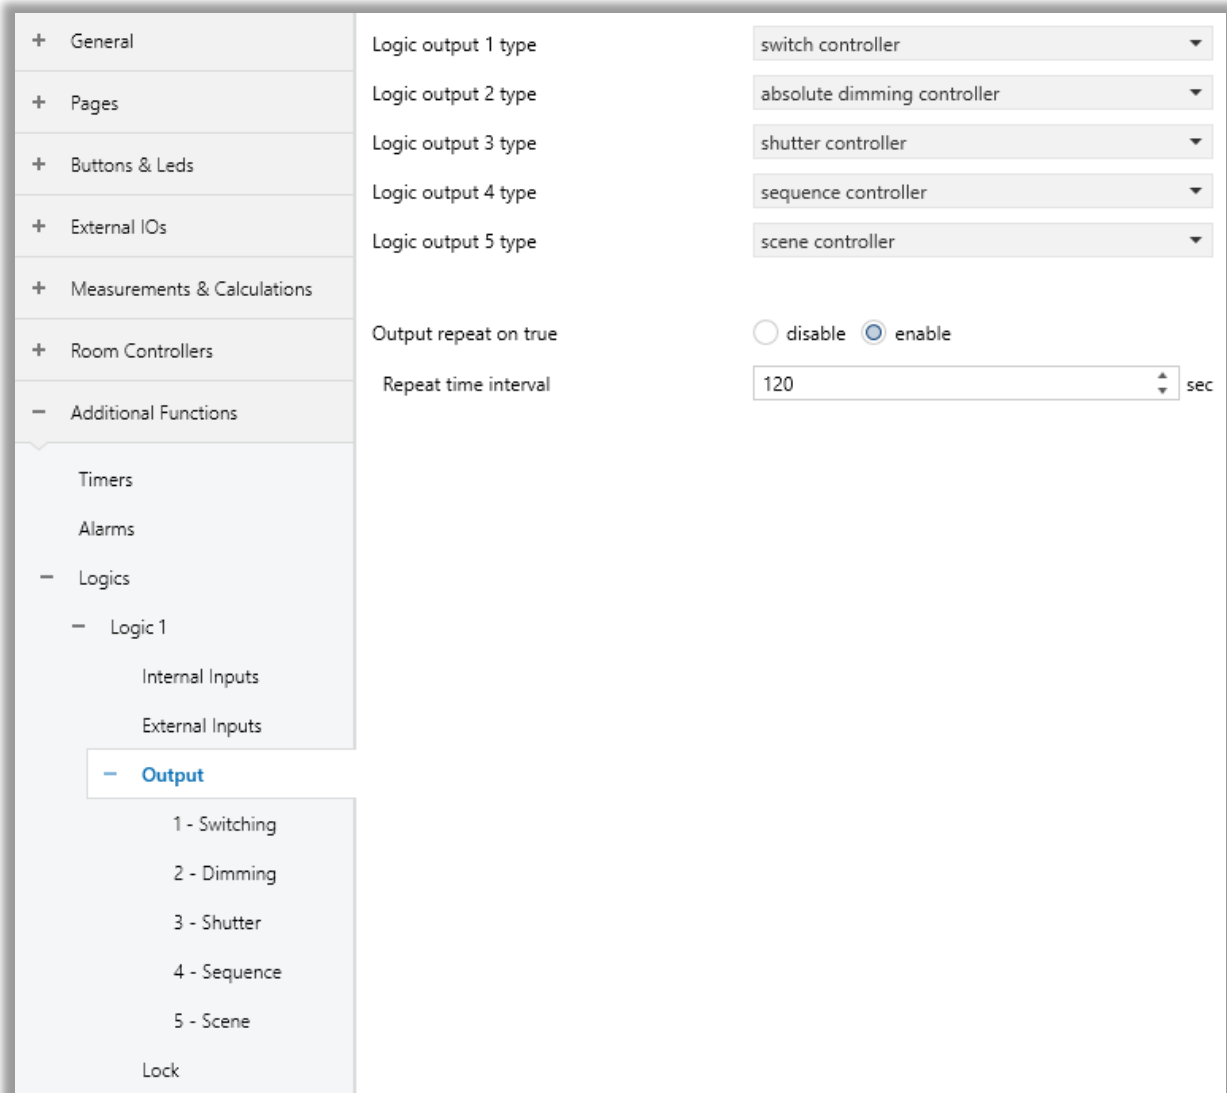 General
Pages
Buttons & Leds
External IOs
Measurements & Calculations
Room Controllers
Additional Functions
Timers
Alarms
Logics
Logic 1
Internal Inputs
External Inputs
Output
1 - Switching
2 - Dimming
3 - Shutter
4 - Sequence
5 - Scene
Lock
Logic output 1 type switch controller
Logic output 2 type absolute dimming controller
Logic output 3 type shutter controller
Logic output 4 type sequence controller
Logic output 5 type scene controller
Output repeat on true disable enable
Repeat time interval 120 sec